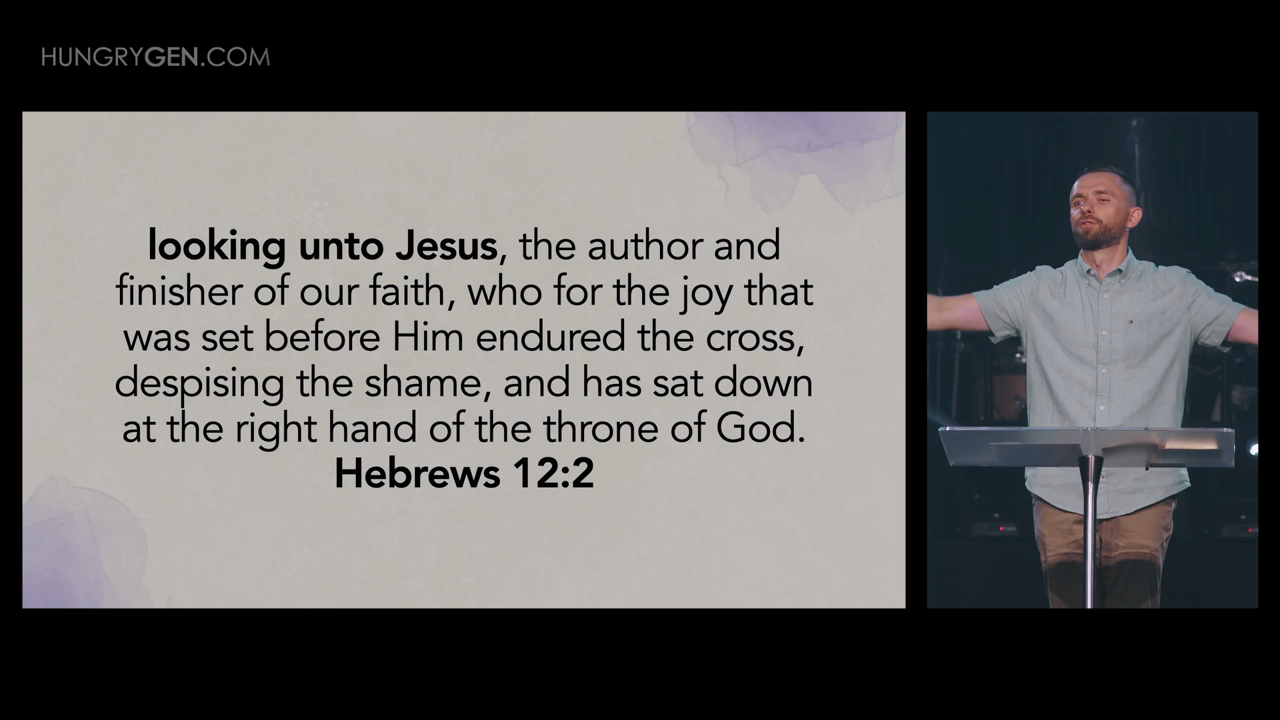 HUNGRYGEN.COM
looking unto Jesus, the author and
finisher of our faith, who for the joy that
was set before Him endured the cross,
despising the shame, and has sat down
at the right hand of the throne of God.
Hebrews 12:2